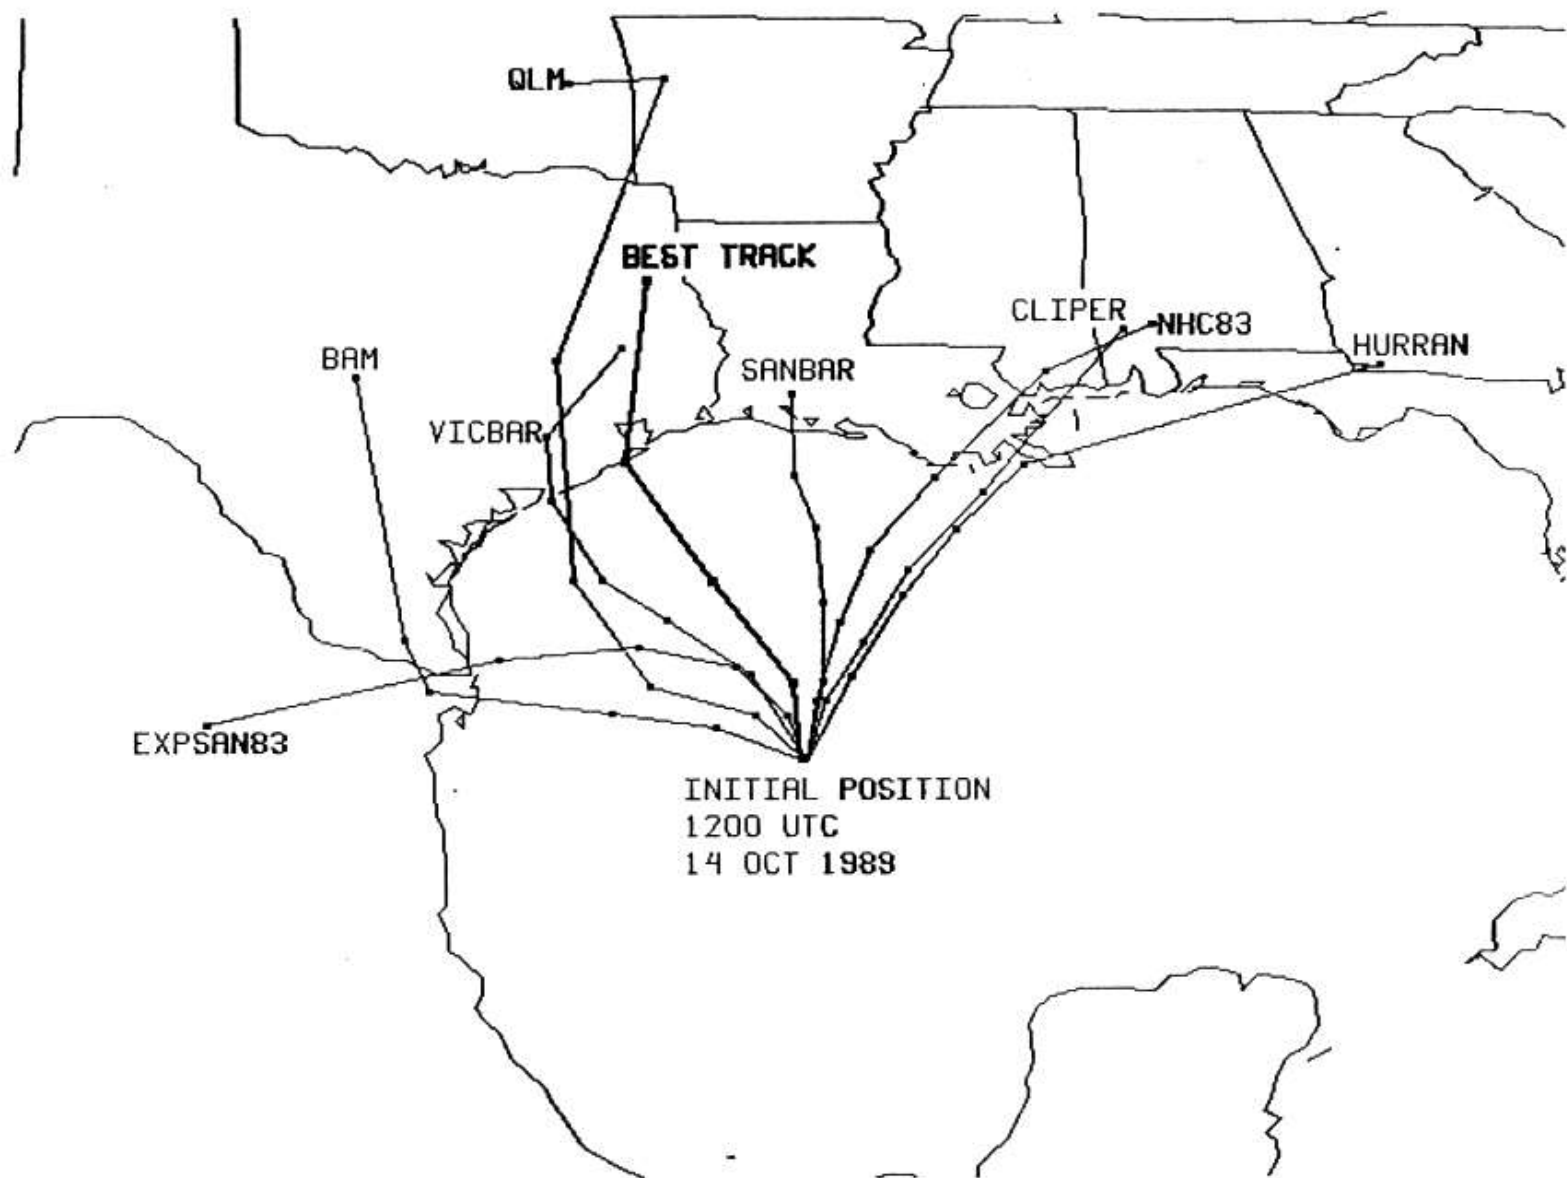 QLM
BEST TRACK
CLIPER
NHC83
HURRAN
BAM
SANBAR
VICBAR
EXPSAN83
INITIAL POSITION
1200 UTC
14 OCT 1989